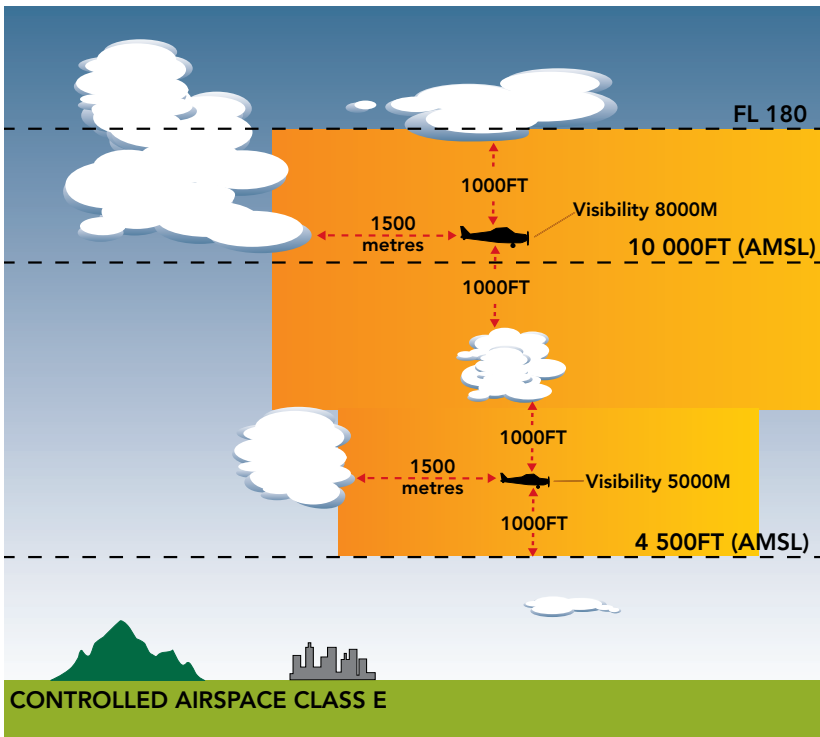 FL 180
1000FT
Visibility 8000M
1500
metres
10 000FT (AMSL)
1000FT
1000FT
1500
metres
Visibility 5000M
1000FT
4 500FT (AMSL)
CONTROLLED AIRSPACE CLASS E